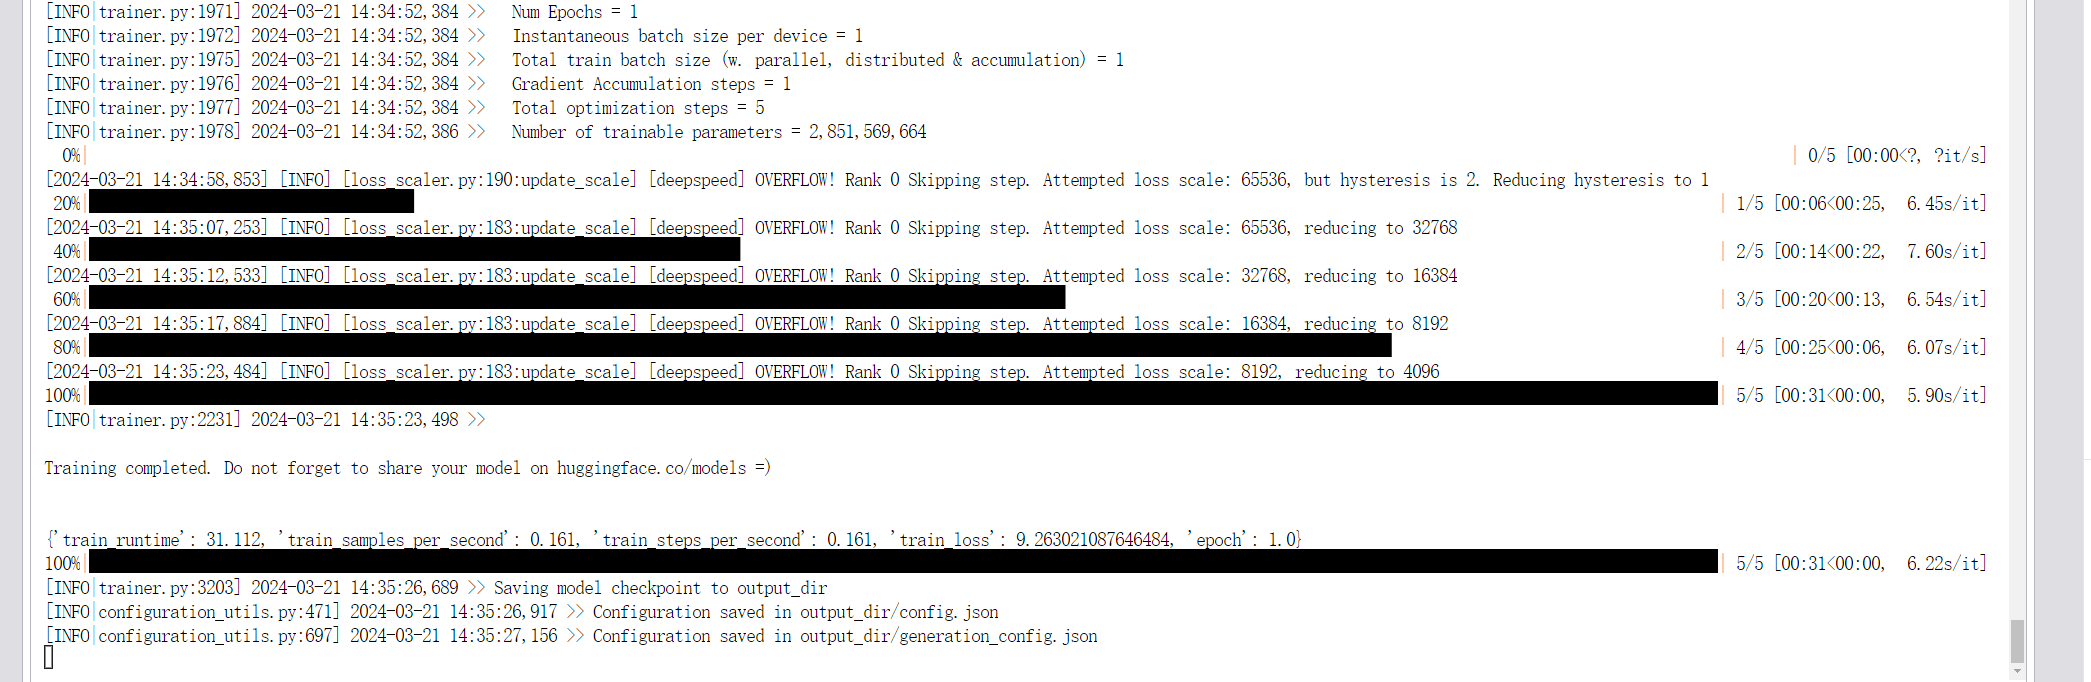 [INFO|trainer.py:1971] 2024-03-21 14:34:52,384 >>   Num Epochs = 1
[INFO|trainer.py:1972] 2024-03-21 14:34:52,384 >>   Instantaneous batch size per device = 1
[INFO|trainer.py:1975] 2024-03-21 14:34:52,384 >>   Total train batch size (w. parallel, distributed & accumulation) = 1
[INFO|trainer.py:1976] 2024-03-21 14:34:52,384 >>   Gradient Accumulation steps = 1
[INFO|trainer.py:1977] 2024-03-21 14:34:52,384 >>   Total optimization steps = 5
[INFO|trainer.py:1978] 2024-03-21 14:34:52,386 >>   Number of trainable parameters = 2,851,569,664
0%| | 0/5 [00:00<?, ?it/s]
[2024-03-21 14:34:58,853] [INFO] [loss_scaler.py:190:update_scale] [deepspeed] OVERFLOW! Rank 0 Skipping step. Attempted loss scale: 65536, but hysteresis is 2. Reducing hysteresis to 1
20%| | 1/5 [00:06<00:25,  6.45s/it]
[2024-03-21 14:35:07,253] [INFO] [loss_scaler.py:183:update_scale] [deepspeed] OVERFLOW! Rank 0 Skipping step. Attempted loss scale: 65536, reducing to 32768
40%| | 2/5 [00:14<00:22,  7.60s/it]
[2024-03-21 14:35:12,533] [INFO] [loss_scaler.py:183:update_scale] [deepspeed] OVERFLOW! Rank 0 Skipping step. Attempted loss scale: 32768, reducing to 16384
60%| | 3/5 [00:20<00:13,  6.54s/it]
[2024-03-21 14:35:17,884] [INFO] [loss_scaler.py:183:update_scale] [deepspeed] OVERFLOW! Rank 0 Skipping step. Attempted loss scale: 16384, reducing to 8192
80%| | 4/5 [00:25<00:06,  6.07s/it]
[2024-03-21 14:35:23,484] [INFO] [loss_scaler.py:183:update_scale] [deepspeed] OVERFLOW! Rank 0 Skipping step. Attempted loss scale: 8192, reducing to 4096
100%| | 5/5 [00:31<00:00,  5.90s/it]
[INFO|trainer.py:2231] 2024-03-21 14:35:23,498 >>
Training completed. Do not forget to share your model on huggingface.co/models =)
{'train_runtime': 31.112, 'train_samples_per_second': 0.161, 'train_steps_per_second': 0.161, 'train_loss': 9.263021087646484, 'epoch': 1.0}
100%| | 5/5 [00:31<00:00,  6.22s/it]
[INFO|trainer.py:3203] 2024-03-21 14:35:26,689 >> Saving model checkpoint to output_dir
[INFO|configuration_utils.py:471] 2024-03-21 14:35:26,917 >> Configuration saved in output_dir/config.json
[INFO|configuration_utils.py:697] 2024-03-21 14:35:27,156 >> Configuration saved in output_dir/generation_config.json